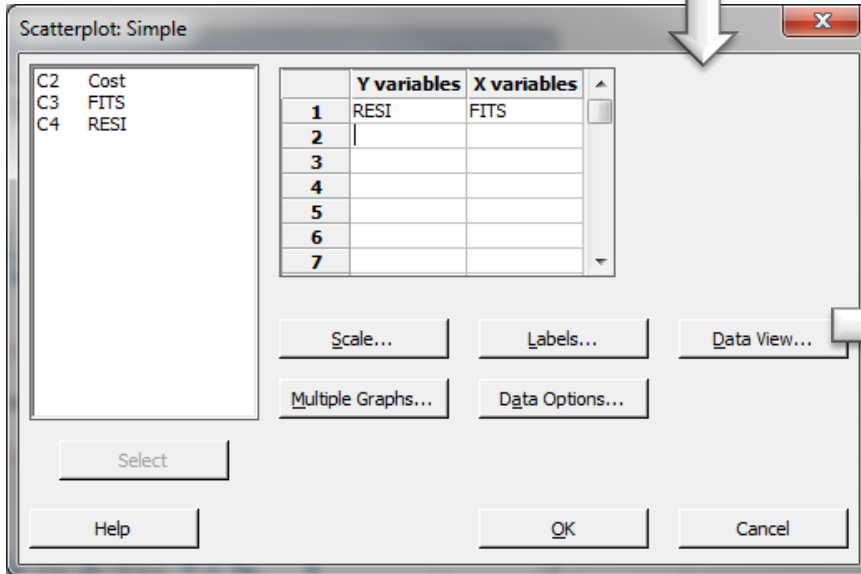 Scatterplot: Simple
C2 Cost
C3 FITS
C4 RESI
Y variables X variables
1 RESI FITS
2
3
4
5
6
7
Scale... Labels... Data View...
Multiple Graphs... Data Options...
Select
Help OK Cancel